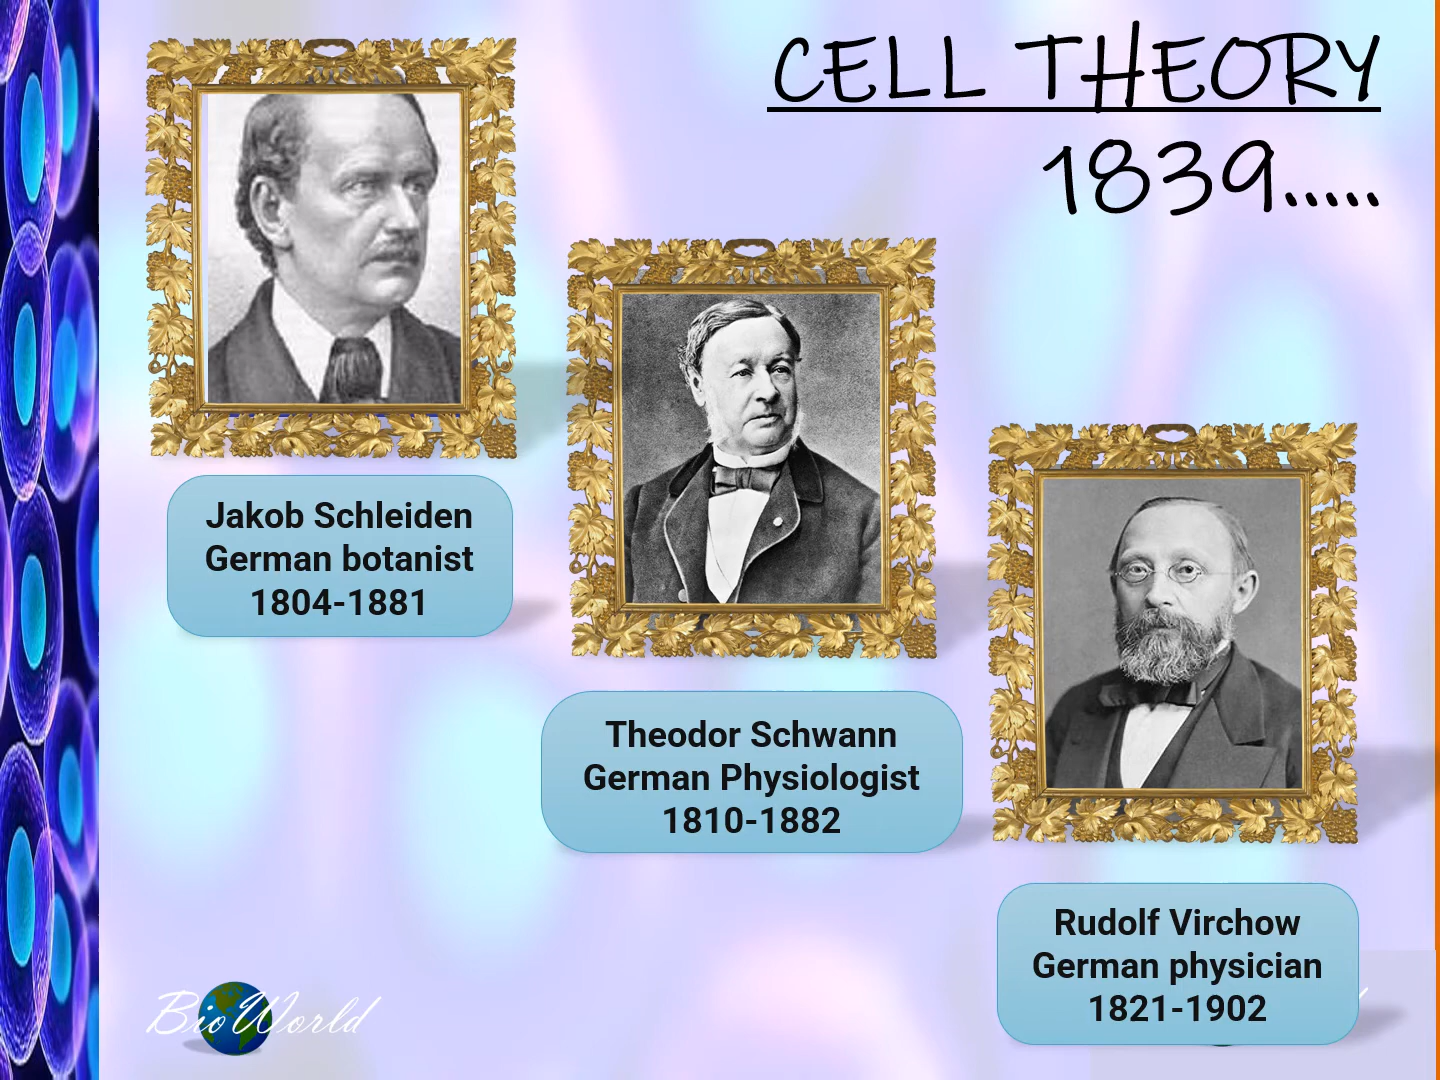 CELL THEORY
1839.....
Jakob Schleiden
German botanist
1804-1881
Theodor Schwann
German Physiologist
1810-1882
Rudolf Virchow
German physician
1821-1902
BioWorld